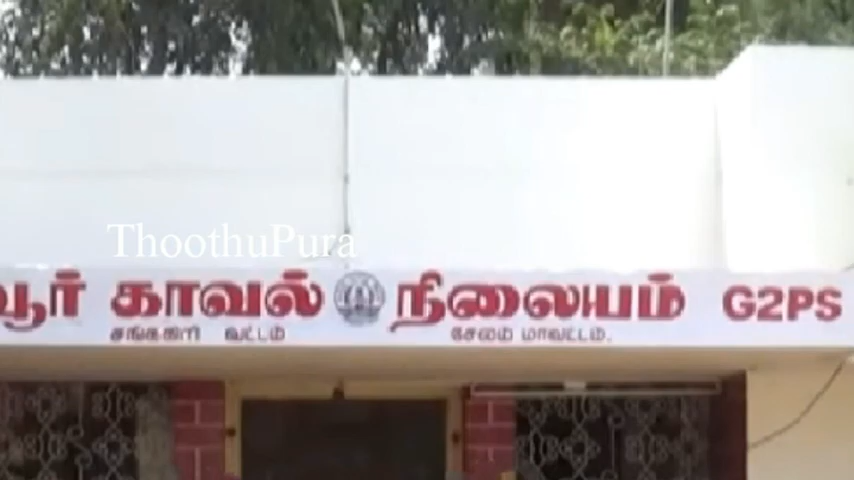 ThoothuPura
வூர் காவல் நிலையம் G2PS
சங்ககிரி வட்டம் சேலம் மாவட்டம்.